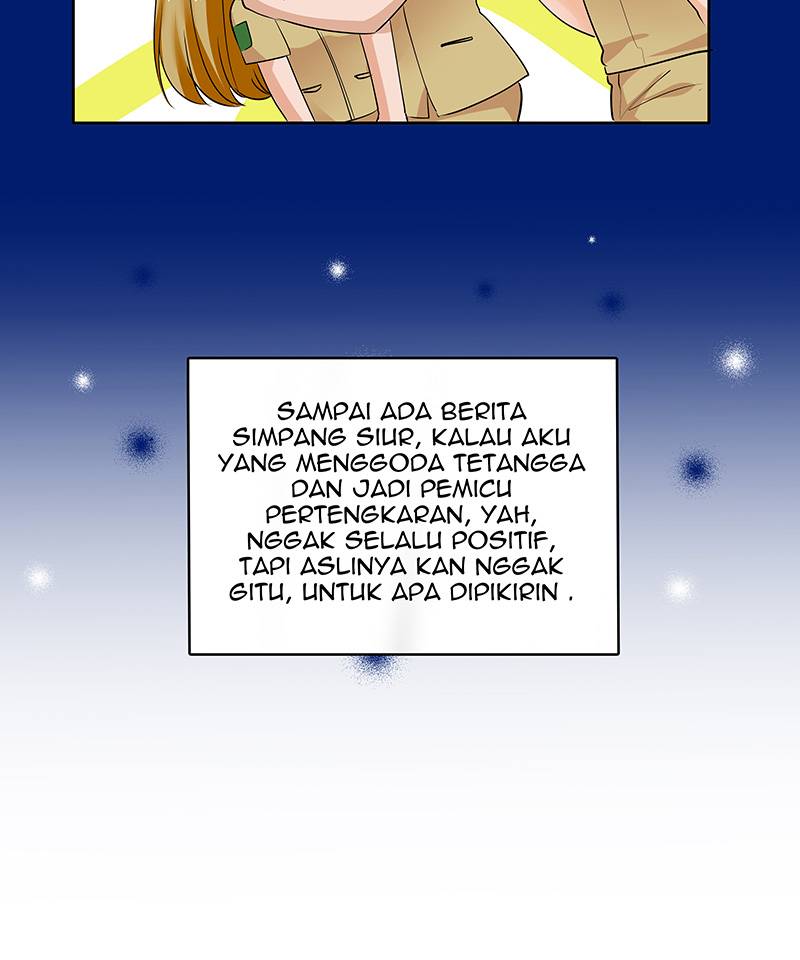 SAMPAI ADA BERITA
SIMPANG SIUR, KALAU AKU
YANG MENGGODA TETANGGA
DAN JADI PEMICU
PERTENGKARAN, YAH,
NGGAK SELALU POSITIF,
TAPI ASLINYA KAN NGGAK
GITU, UNTUK APA DIPIKIRIN .